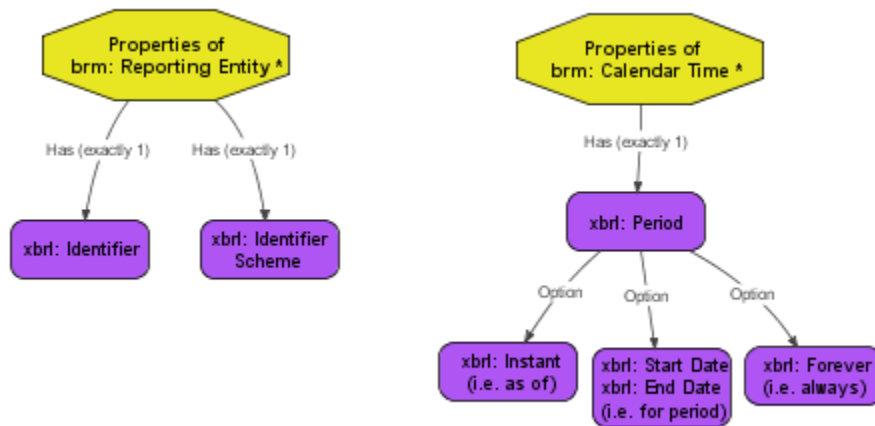 Properties of
brm: Reporting Entity *
Has (exactly 1)
Has (exactly 1)
xbrl: Identifier
xbrl: Identifier
Scheme
Properties of
brm: Calendar Time *
Has (exactly 1)
xbrl: Period
Option
Option
Option
xbrl: Instant
(i.e. as of)
xbrl: Start Date
xbrl: End Date
(i.e. for period)
xbrl: Forever
(i.e. always)